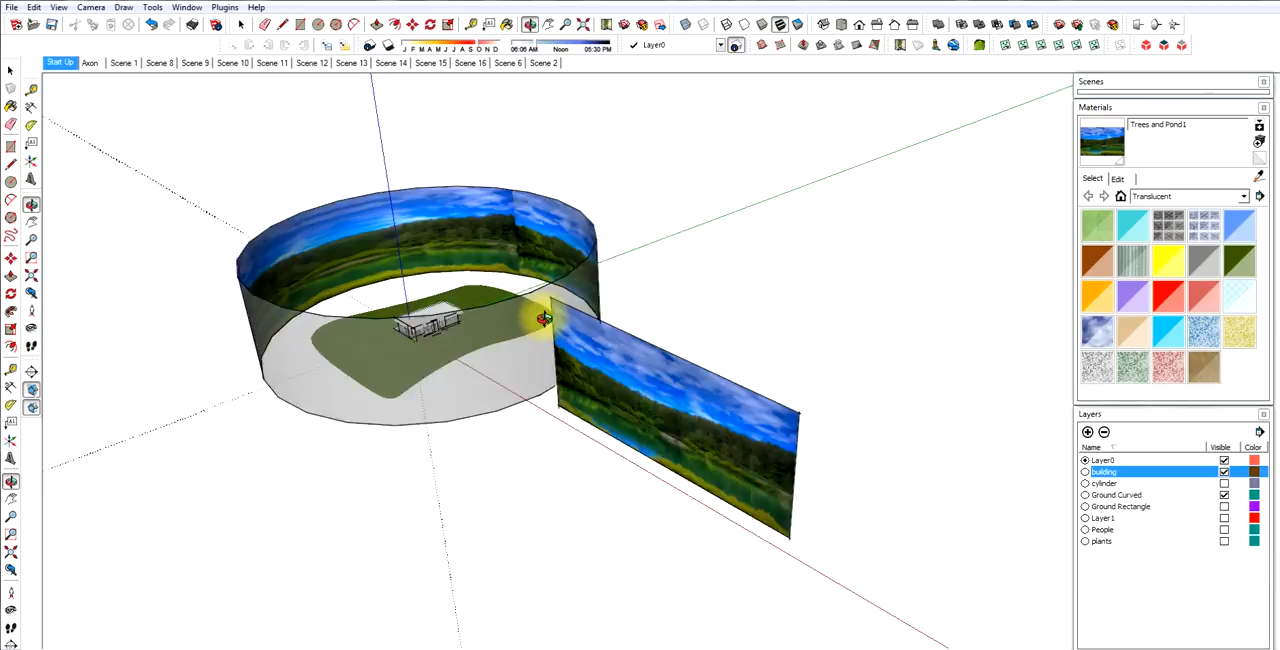 File Edit View Camera Draw Tools Window Plugins Help
J F M A M J J A S O N D 06:06 AM Noon 05:30 PM Layer0
Start Up Axon Scene 1 Scene 8 Scene 9 Scene 10 Scene 11 Scene 12 Scene 13 Scene 14 Scene 15 Scene 16 Scene 6 Scene 2
Scenes
Materials
Trees and Pond1
Select Edit
Translucent
Layers
Name Visible Color
Layer0
building
cylinder
Ground Curved
Ground Rectangle
Layer1
People
plants